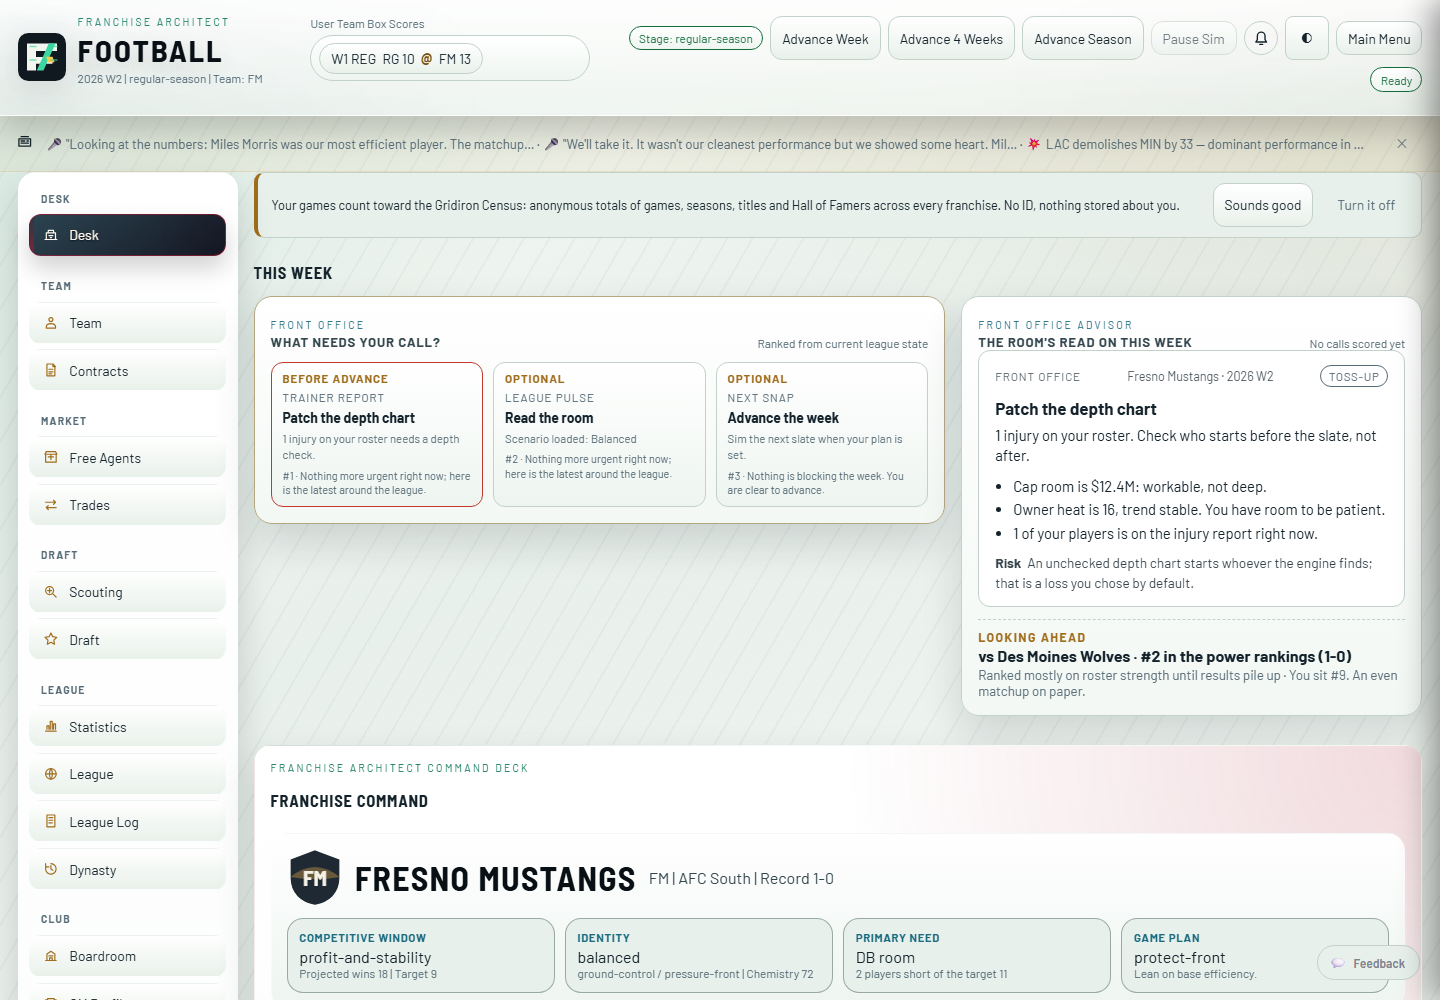 FRANCHISE ARCHITECT
FOOTBALL
2026 W2 | regular-season | Team: FM
User Team Box Scores
W1 REG RG 10 @ FM 13
Stage: regular-season
Advance Week
Advance 4 Weeks
Advance Season
Pause Sim
Main Menu
Ready
"Looking at the numbers: Miles Morris was our most efficient player. The matchup... · "We'll take it. It wasn't our cleanest performance but we showed some heart. Mil... · LAC demolishes MIN by 33 — dominant performance in ...
DESK
Desk
TEAM
Team
Contracts
MARKET
Free Agents
Trades
DRAFT
Scouting
Draft
LEAGUE
Statistics
League
League Log
Dynasty
CLUB
Boardroom
Your games count toward the Gridiron Census: anonymous totals of games, seasons, titles and Hall of Famers across every franchise. No ID, nothing stored about you.
Sounds good
Turn it off
THIS WEEK
FRONT OFFICE
WHAT NEEDS YOUR CALL?
Ranked from current league state
BEFORE ADVANCE
TRAINER REPORT
Patch the depth chart
1 injury on your roster needs a depth
check.
#1 · Nothing more urgent right now; here
is the latest around the league.
OPTIONAL
LEAGUE PULSE
Read the room
Scenario loaded: Balanced
#2 · Nothing more urgent right now;
here is the latest around the league.
OPTIONAL
NEXT SNAP
Advance the week
Sim the next slate when your plan is
set.
#3 · Nothing is blocking the week. You
are clear to advance.
FRONT OFFICE ADVISOR
THE ROOM'S READ ON THIS WEEK
No calls scored yet
FRONT OFFICE
Fresno Mustangs · 2026 W2
TOSS-UP
Patch the depth chart
1 injury on your roster. Check who starts before the slate, not
after.
• Cap room is $12.4M: workable, not deep.
• Owner heat is 16, trend stable. You have room to be patient.
• 1 of your players is on the injury report right now.
Risk An unchecked depth chart starts whoever the engine finds;
that is a loss you chose by default.
LOOKING AHEAD
vs Des Moines Wolves · #2 in the power rankings (1-0)
Ranked mostly on roster strength until results pile up · You sit #9. An even
matchup on paper.
FRANCHISE ARCHITECT COMMAND DECK
FRANCHISE COMMAND
FM
FRESNO MUSTANGS
FM | AFC South | Record 1-0
COMPETITIVE WINDOW
profit-and-stability
Projected wins 18 | Target 9
IDENTITY
balanced
ground-control / pressure-front | Chemistry 72
PRIMARY NEED
DB room
2 players short of the target 11
GAME PLAN
protect-front
Lean on base efficiency.
Feedback